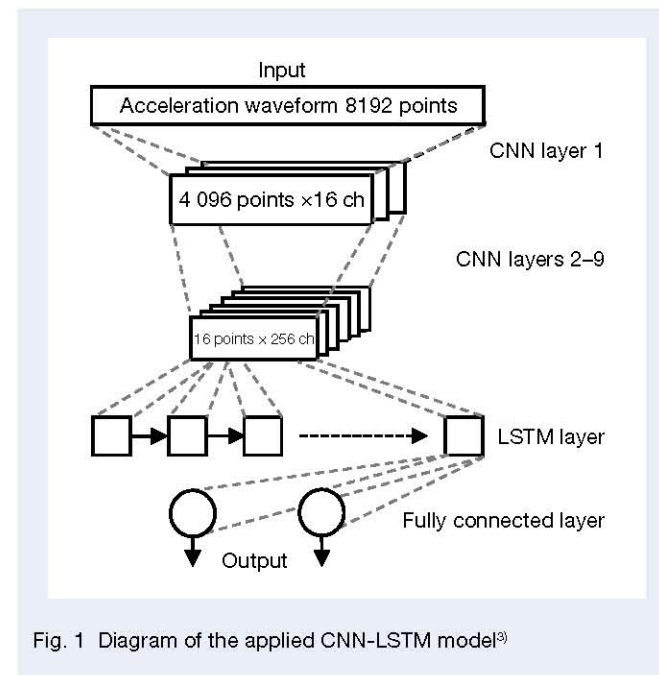 Input
Acceleration waveform 8192 points
CNN layer 1
4 096 points ×16 ch
CNN layers 2–9
16 points × 256 ch
LSTM layer
Fully connected layer
Output
Fig. 1 Diagram of the applied CNN-LSTM model³⁾